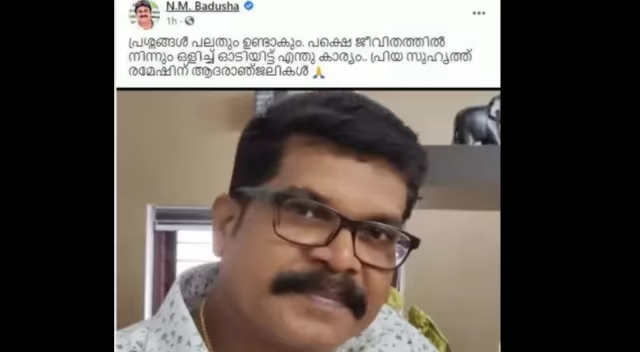 N.M. Badusha
1h
പ്രശ്നങ്ങൾ പലതും ഉണ്ടാകും. പക്ഷെ ജീവിതത്തിൽ
നിന്നും ഒളിച്ച് ഓടിയിട്ട് എന്തു കാര്യം.. പ്രിയ സുഹൃത്ത്
രമേഷിന് ആദരാഞ്ജലികൾ 🙏